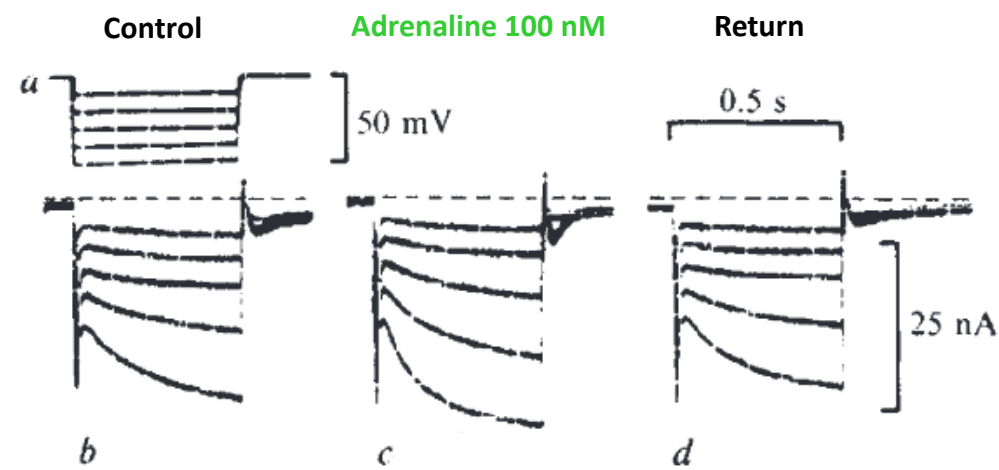 Control
Adrenaline 100 nM
Return
a
50 mV
0.5 s
25 nA
b
c
d